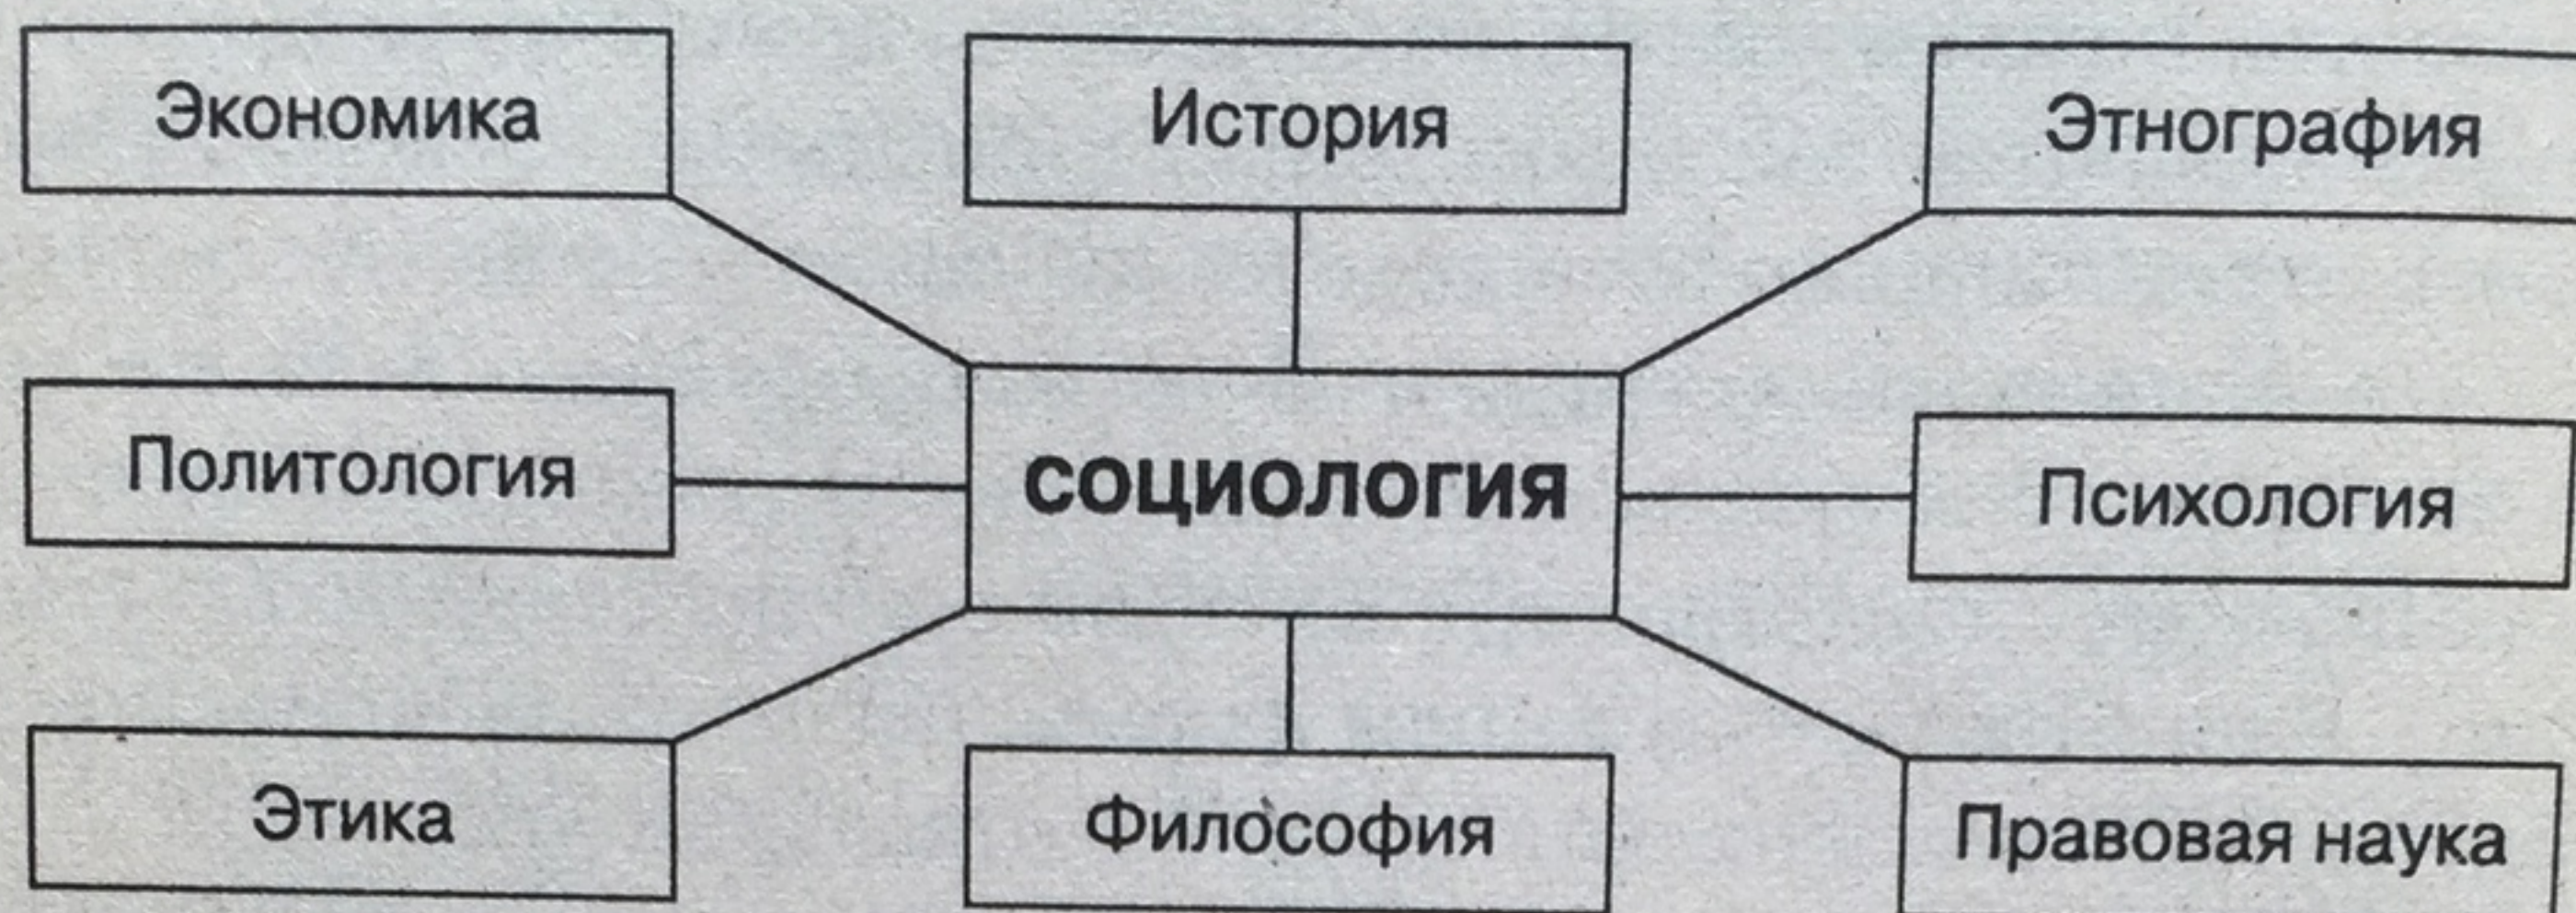 Экономика
История
Этнография
Политология
социология
Психология
Этика
Философия
Правовая наука